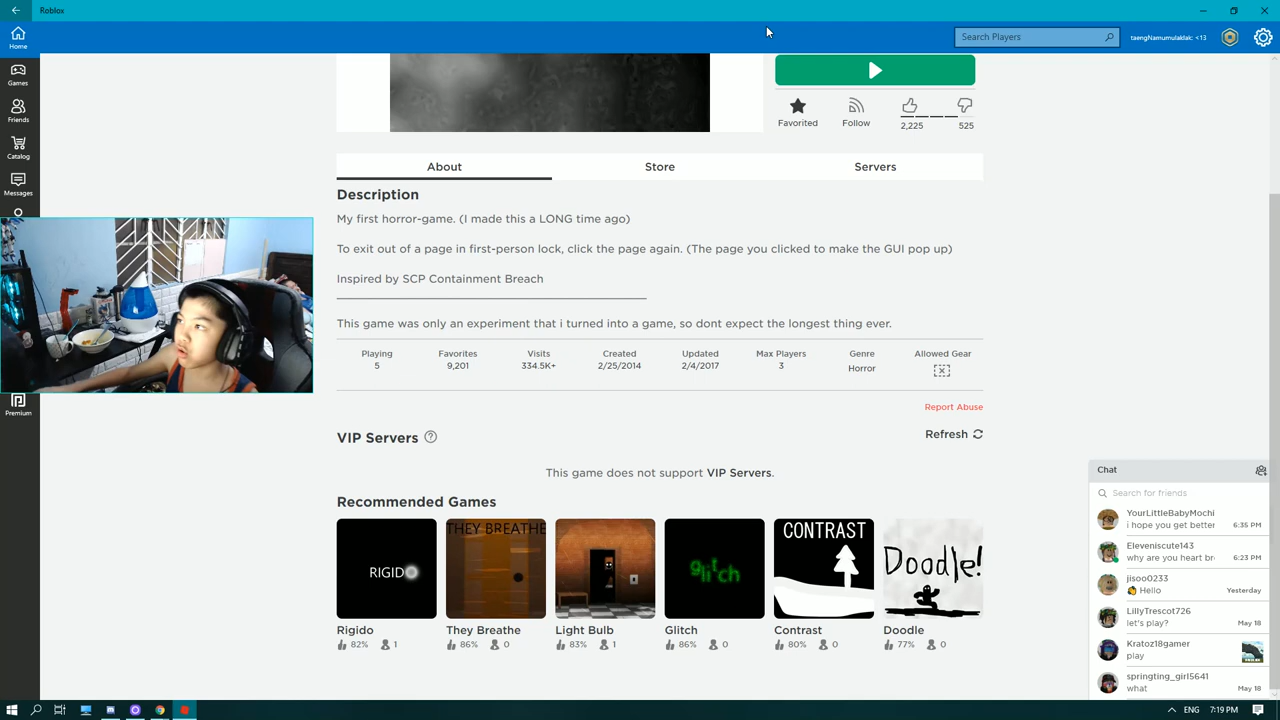 Roblox
Home
Search Players
taengNamumulaklak: <13
Games
Friends
Catalog
Messages
Premium
Favorited
Follow
2,225
525
About
Store
Servers
Description
My first horror-game. (I made this a LONG time ago)
To exit out of a page in first-person lock, click the page again. (The page you clicked to make the GUI pop up)
Inspired by SCP Containment Breach
This game was only an experiment that i turned into a game, so dont expect the longest thing ever.
Playing
5
Favorites
9,201
Visits
334.5K+
Created
2/25/2014
Updated
2/4/2017
Max Players
3
Genre
Horror
Allowed Gear
Report Abuse
VIP Servers
Refresh
This game does not support VIP Servers.
Recommended Games
RIGIDO
THEY BREATHE
glitch
CONTRAST
Doodle!
Rigido
82%
1
They Breathe
86%
0
Light Bulb
83%
1
Glitch
86%
0
Contrast
80%
0
Doodle
77%
0
Chat
Search for friends
YourLittleBabyMochi
i hope you get better
6:35 PM
Eleveniscute143
why are you heart br
6:23 PM
jisoo0233
Hello
Yesterday
LillyTrescot726
let's play?
May 18
Kratoz18gamer
play
springting_girl5641
what
May 18
ENG
7:19 PM